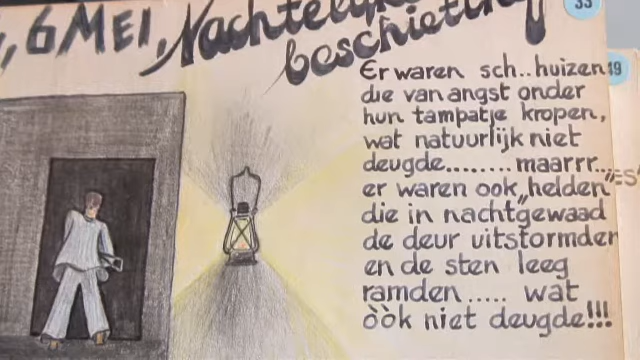 6 MEI, Nachtelijke
beschieting
33
Er waren sch..huizen
die van angst onder
hun tampatje kropen,
wat natuurlijk niet
deugde........ maarrr...
er waren ook „helden”
die in nachtgewaad
de deur uitstormden
en de sten leeg
ramden..... wat
òòk niet deugde!!!